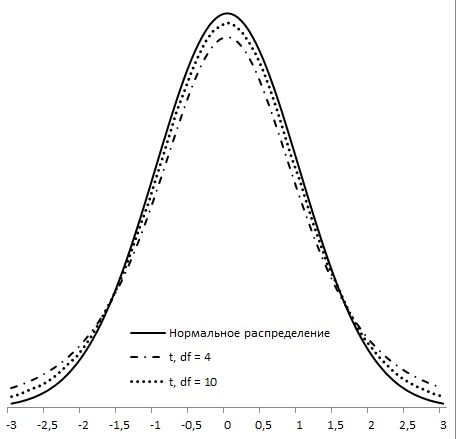 Нормальное распределение
t, df = 4
t, df = 10
-3 -2,5 -2 -1,5 -1 -0,5 0 0,5 1 1,5 2 2,5 3